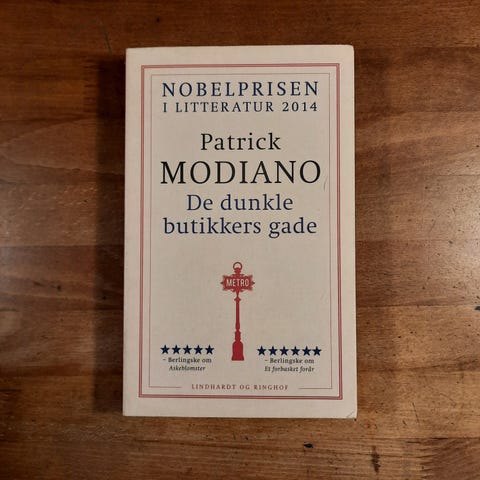 NOBELPRISEN
I LITTERATUR 2014
Patrick
MODIANO
De dunkle
butikkers gade
METRO
★★★★★
– Berlingske om
Askeblomster
★★★★★★
– Berlingske om
Et forbasket forår
LINDHARDT OG RINGHOF